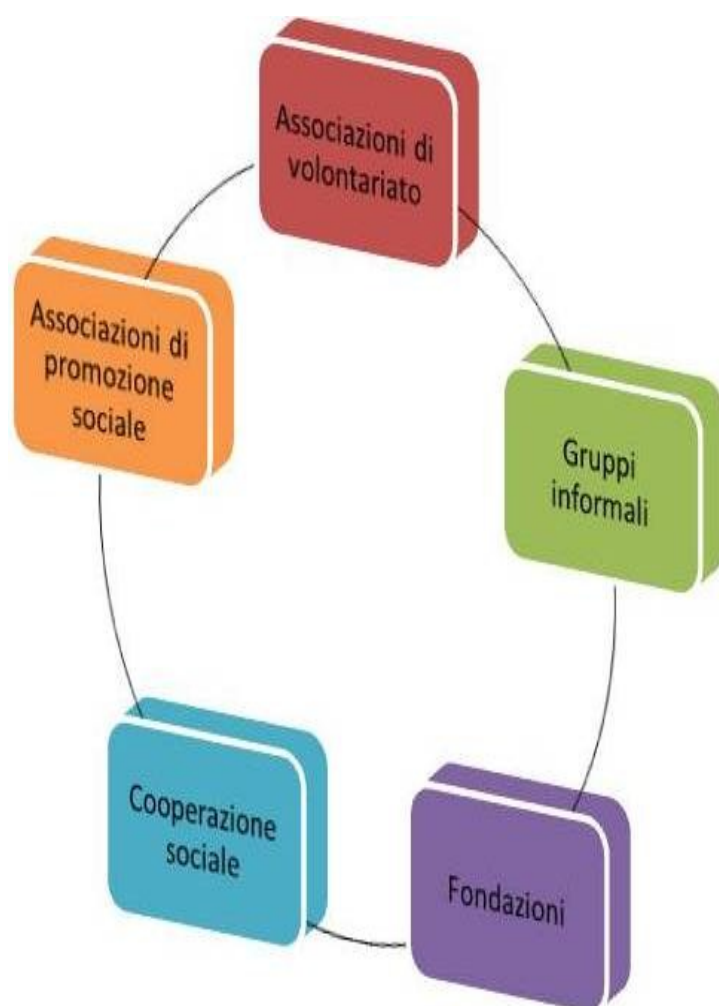 Associazioni di
volontariato
Associazioni di
promozione
sociale
Gruppi
informali
Cooperazione
sociale
Fondazioni